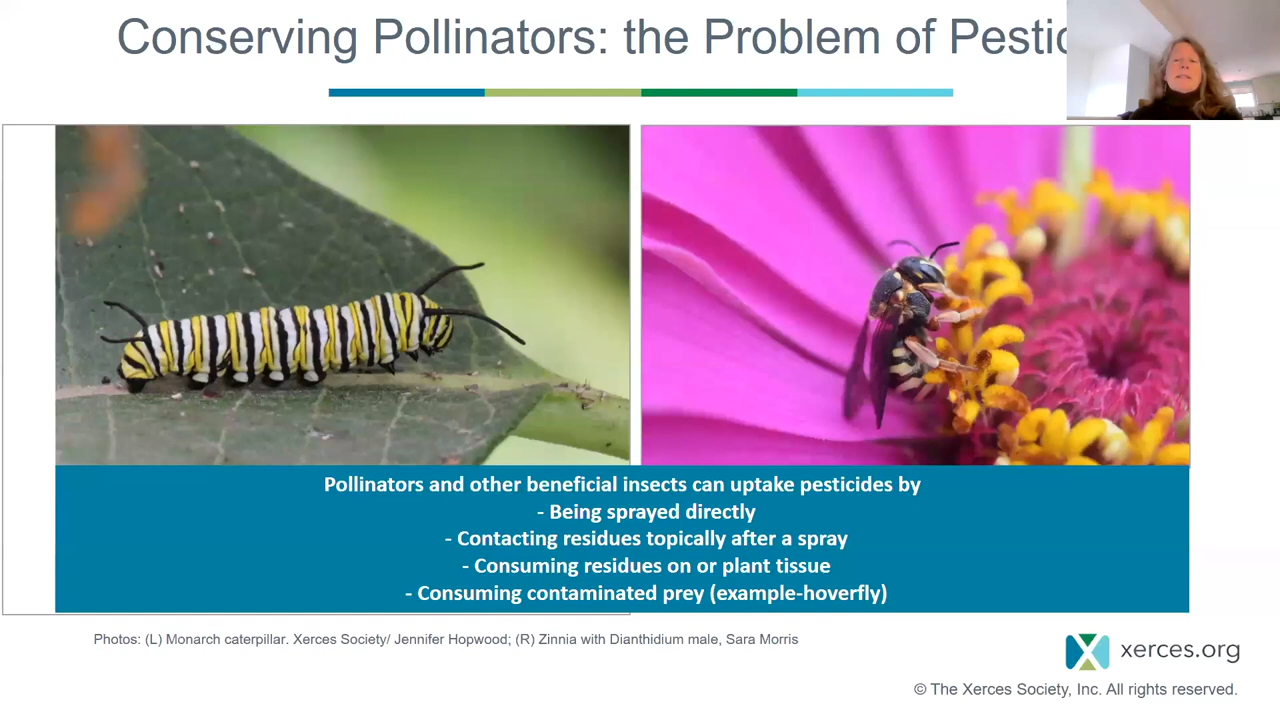 Conserving Pollinators: the Problem of
Pollinators and other beneficial insects can uptake pesticides by
- Being sprayed directly
- Contacting residues topically after a spray
- Consuming residues on or plant tissue
- Consuming contaminated prey (example-hoverfly)
Photos: (L) Monarch caterpillar. Xerces Society/ Jennifer Hopwood; (R) Zinnia with Dianthidium male, Sara Morris
xerces.org
© The Xerces Society, Inc. All rights reserved.